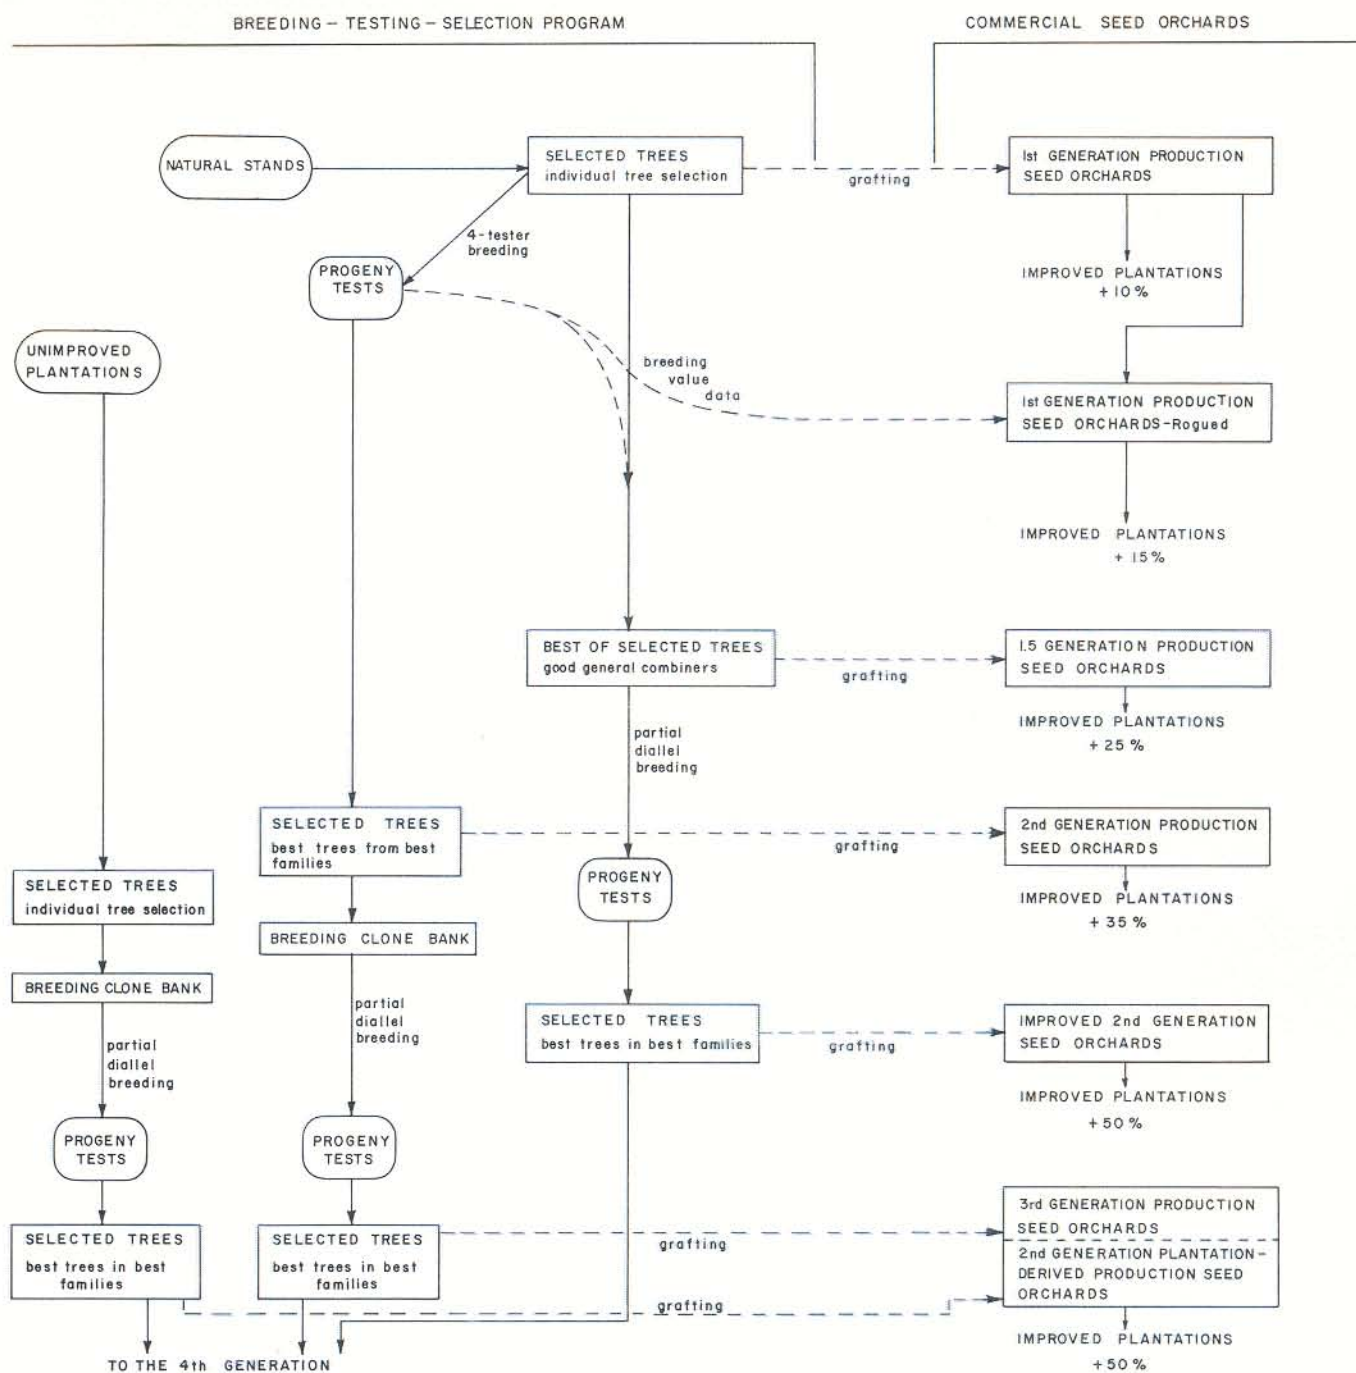 BREEDING – TESTING – SELECTION PROGRAM
COMMERCIAL SEED ORCHARDS
NATURAL STANDS
SELECTED TREES
individual tree selection
grafting
1st GENERATION PRODUCTION
SEED ORCHARDS
4-tester
breeding
PROGENY
TESTS
IMPROVED PLANTATIONS
+ 10 %
UNIMPROVED
PLANTATIONS
breeding
value
data
1st GENERATION PRODUCTION
SEED ORCHARDS-Rogued
IMPROVED PLANTATIONS
+ 15 %
BEST OF SELECTED TREES
good general combiners
grafting
1.5 GENERATION PRODUCTION
SEED ORCHARDS
IMPROVED PLANTATIONS
+ 25 %
partial
diallel
breeding
SELECTED TREES
best trees from best
families
grafting
2nd GENERATION PRODUCTION
SEED ORCHARDS
PROGENY
TESTS
IMPROVED PLANTATIONS
+ 35 %
SELECTED TREES
individual tree selection
BREEDING CLONE BANK
BREEDING CLONE BANK
partial
diallel
breeding
SELECTED TREES
best trees in best families
grafting
IMPROVED 2nd GENERATION
SEED ORCHARDS
partial
diallel
breeding
IMPROVED PLANTATIONS
+50 %
PROGENY
TESTS
PROGENY
TESTS
SELECTED TREES
best trees in best
families
SELECTED TREES
best trees in best
families
grafting
3rd GENERATION PRODUCTION
SEED ORCHARDS
2nd GENERATION PLANTATION-
DERIVED PRODUCTION SEED
ORCHARDS
grafting
IMPROVED PLANTATIONS
+50 %
TO THE 4th GENERATION